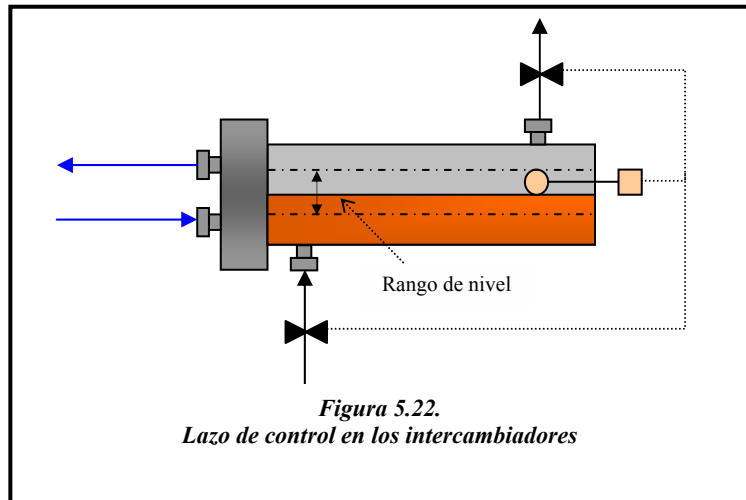 Rango de nivel
Figura 5.22.
Lazo de control en los intercambiadores